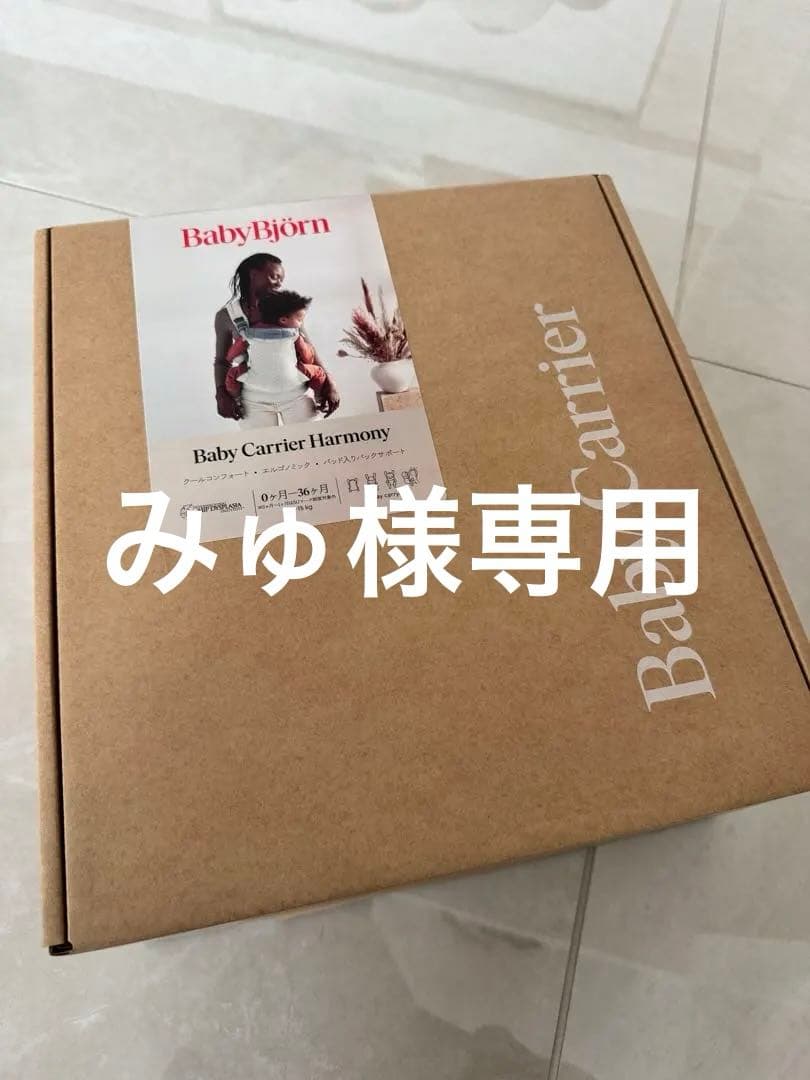 BabyBjörn
Baby Carrier Harmony
クールコンフォート・エルゴノミック・パッド入りバックサポート
0ヶ月—36ヶ月
15 kg
みゅ様専用
Baby Carrier